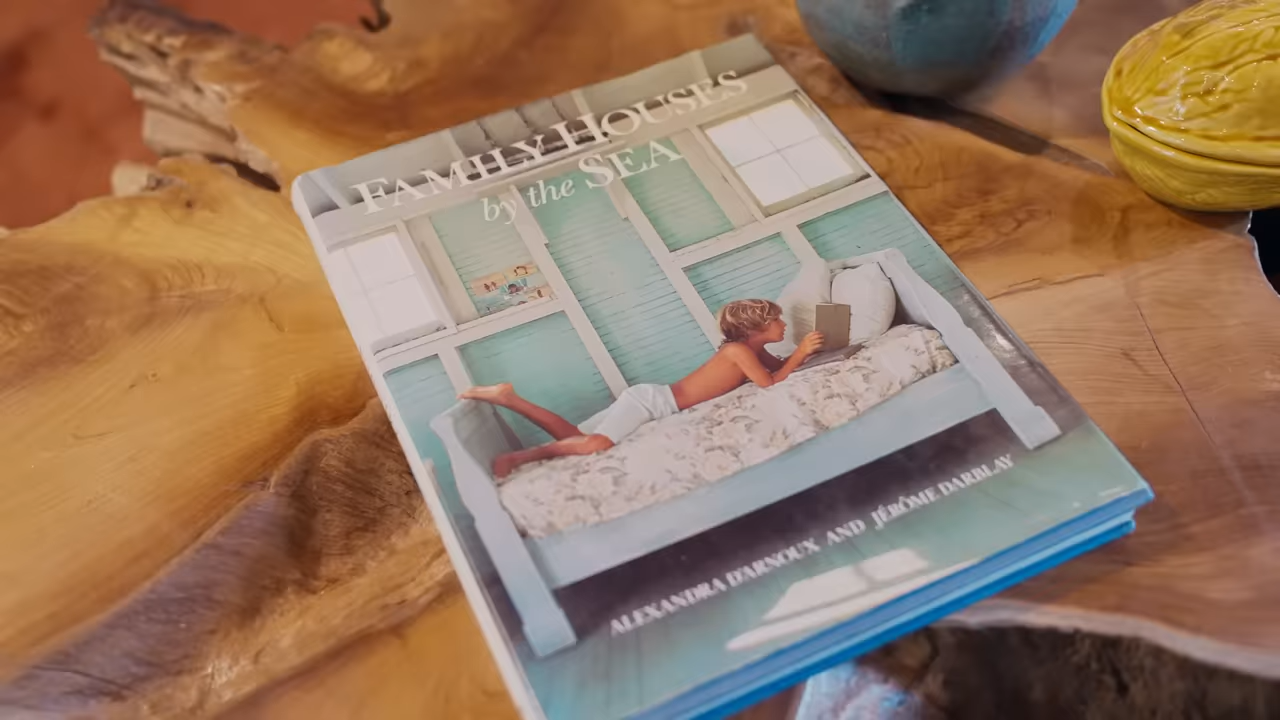 FAMILY HOUSES
by the SEA
ALEXANDRA D'ARNOUX AND JÉRÔME DARBLAY